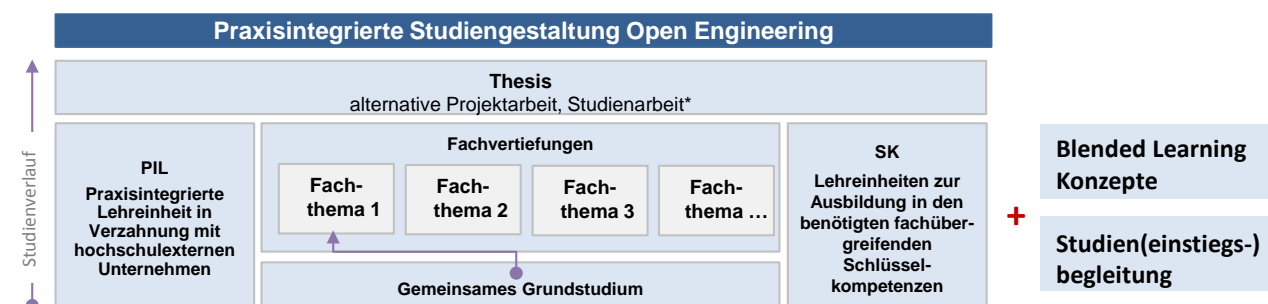 Praxisintegrierte Studiengestaltung Open Engineering
Thesis
alternative Projektarbeit, Studienarbeit*
Studienverlauf
PIL
Praxisintegrierte
Lehreinheit in
Verzahnung mit
hochschulexternen
Unternehmen
Fachvertiefungen
Fach-
thema 1
Fach-
thema 2
Fach-
thema 3
Fach-
thema …
Gemeinsames Grundstudium
SK
Lehreinheiten zur
Ausbildung in den
benötigten fachüber-
greifenden
Schlüssel-
kompetenzen
+
Blended Learning
Konzepte
Studien(einstiegs-)
begleitung